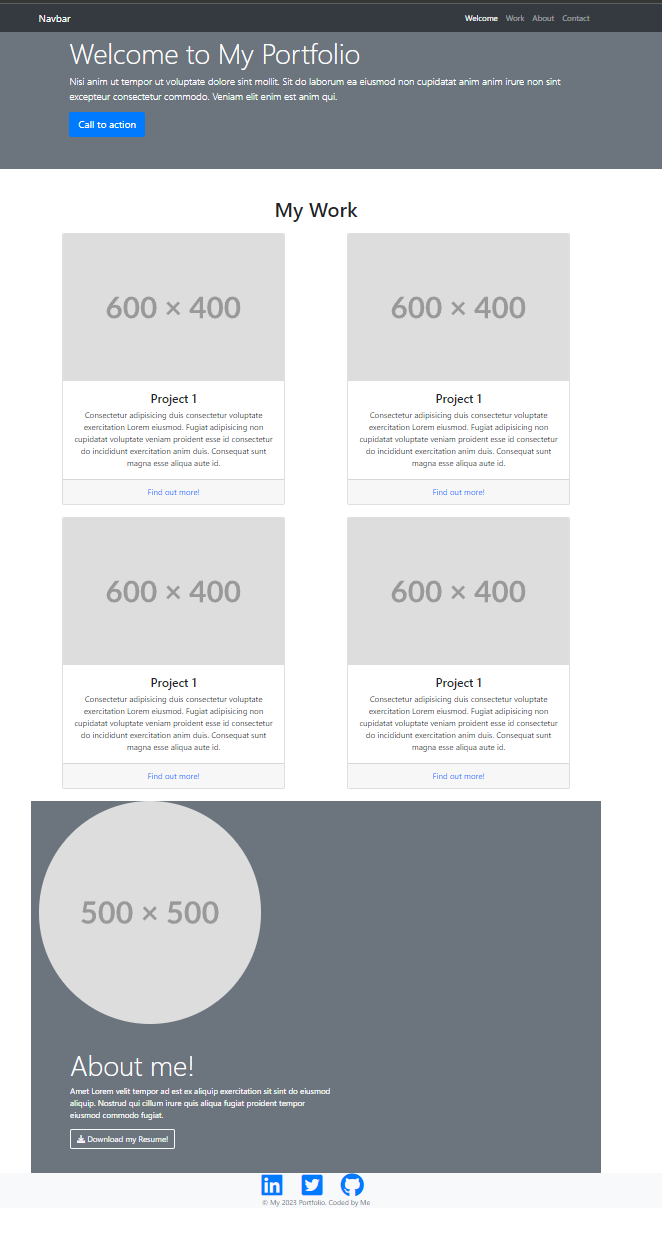 Navbar
Welcome Work About Contact
Welcome to My Portfolio
Nisi anim ut tempor ut voluptate dolore sint mollit. Sit do laborum ea eiusmod non cupidatat anim anim irure non sint
excepteur consectetur commodo. Veniam elit enim est anim qui.
Call to action
My Work
600 × 400
Project 1
Consectetur adipisicing duis consectetur voluptate
exercitation Lorem eiusmod. Fugiat adipisicing non
cupidatat voluptate veniam proident esse id consectetur
do incididunt exercitation anim duis. Consequat sunt
magna esse aliqua aute id.
Find out more!
600 × 400
Project 1
Consectetur adipisicing duis consectetur voluptate
exercitation Lorem eiusmod. Fugiat adipisicing non
cupidatat voluptate veniam proident esse id consectetur
do incididunt exercitation anim duis. Consequat sunt
magna esse aliqua aute id.
Find out more!
600 × 400
Project 1
Consectetur adipisicing duis consectetur voluptate
exercitation Lorem eiusmod. Fugiat adipisicing non
cupidatat voluptate veniam proident esse id consectetur
do incididunt exercitation anim duis. Consequat sunt
magna esse aliqua aute id.
Find out more!
600 × 400
Project 1
Consectetur adipisicing duis consectetur voluptate
exercitation Lorem eiusmod. Fugiat adipisicing non
cupidatat voluptate veniam proident esse id consectetur
do incididunt exercitation anim duis. Consequat sunt
magna esse aliqua aute id.
Find out more!
500 × 500
About me!
Amet Lorem velit tempor ad est ex aliquip exercitation sit sint do eiusmod
aliquip. Nostrud qui cillum irure quis aliqua fugiat proident tempor
eiusmod commodo fugiat.
Download my Resume!
in
© My 2023 Portfolio. Coded by Me